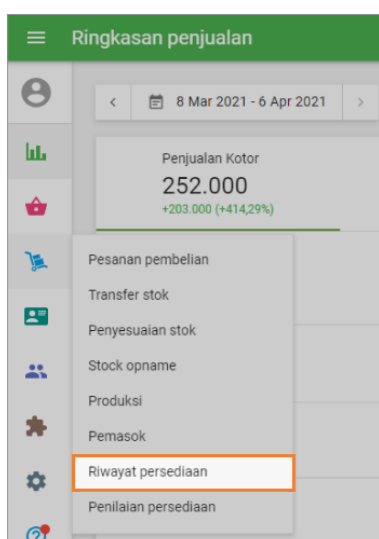 Ringkasan penjualan
8 Mar 2021 - 6 Apr 2021
Penjualan Kotor
252.000
+203.000 (+414,29%)
Pesanan pembelian
Transfer stok
Penyesuaian stok
Stock opname
Produksi
Pemasok
Riwayat persediaan
Penilaian persediaan